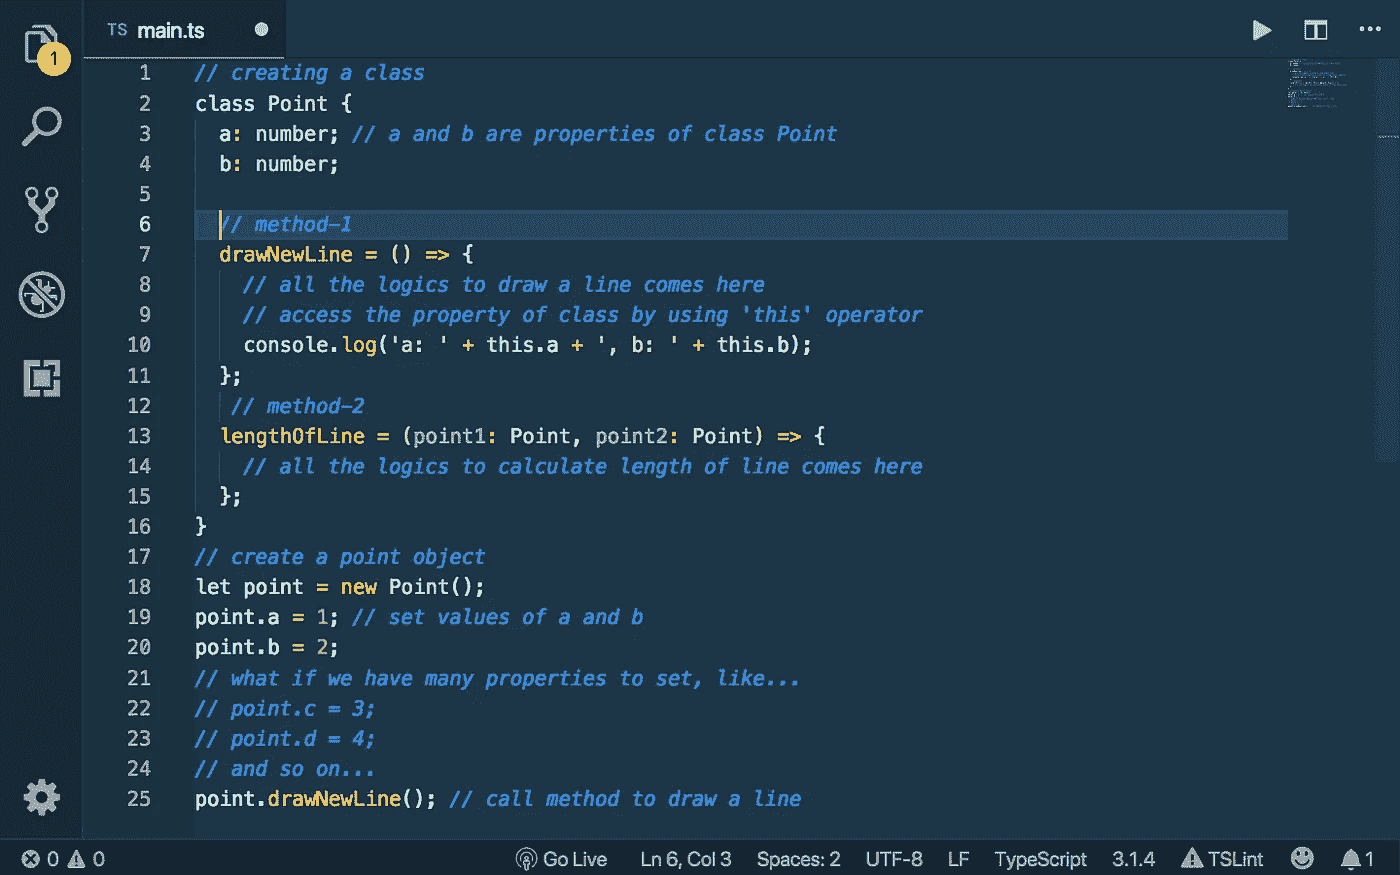 TS main.ts
1
1 // creating a class
2 class Point {
3 a: number; // a and b are properties of class Point
4 b: number;
5
6 // method-1
7 drawNewLine = () => {
8 // all the logics to draw a line comes here
9 // access the property of class by using 'this' operator
10 console.log('a: ' + this.a + ', b: ' + this.b);
11 };
12 // method-2
13 lengthOfLine = (point1: Point, point2: Point) => {
14 // all the logics to calculate length of line comes here
15 };
16 }
17 // create a point object
18 let point = new Point();
19 point.a = 1; // set values of a and b
20 point.b = 2;
21 // what if we have many properties to set, like...
22 // point.c = 3;
23 // point.d = 4;
24 // and so on...
25 point.drawNewLine(); // call method to draw a line
0 0 Go Live Ln 6, Col 3 Spaces: 2 UTF-8 LF TypeScript 3.1.4 TSLint 1